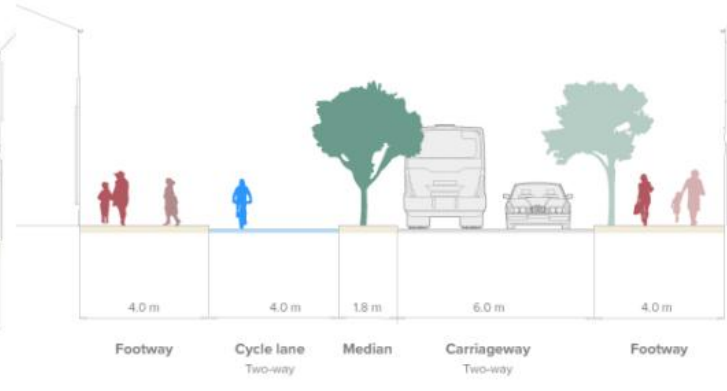 4.0 m 4.0 m 1.8 m 6.0 m 4.0 m
Footway Cycle lane Median Carriageway Footway
Two-way Two-way